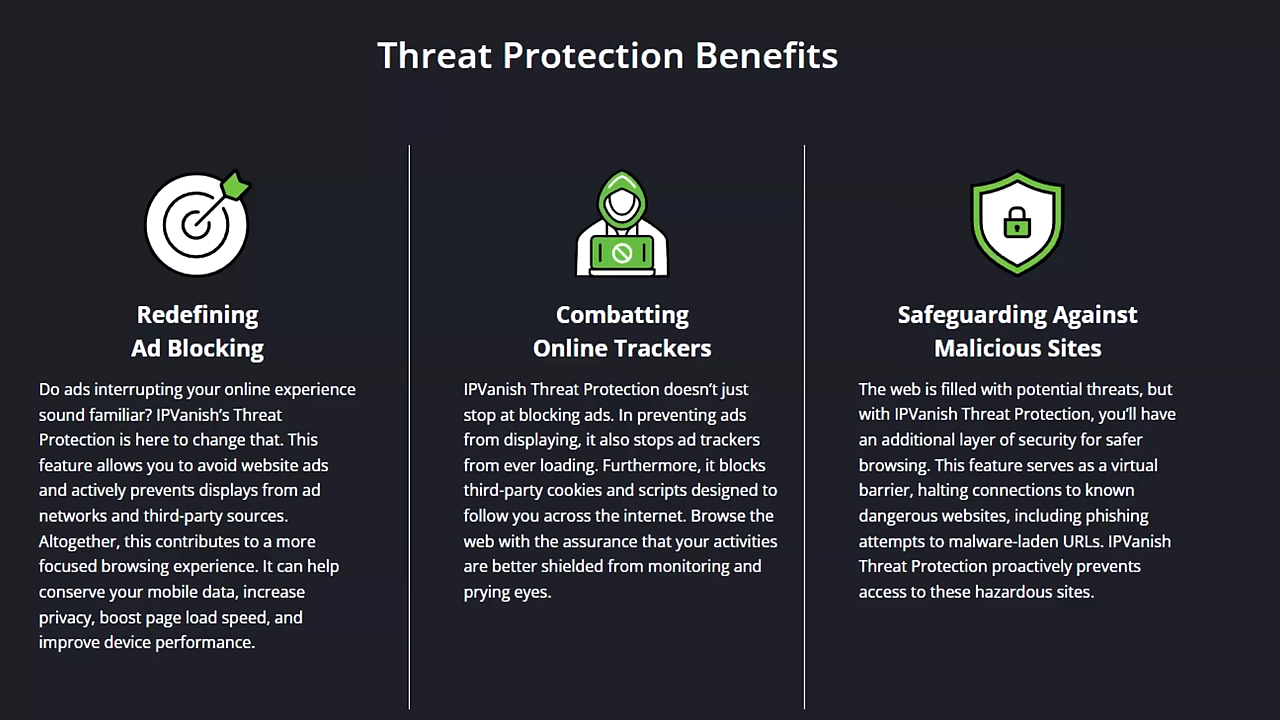 Threat Protection Benefits
Redefining
Ad Blocking
Do ads interrupting your online experience
sound familiar? IPVanish’s Threat
Protection is here to change that. This
feature allows you to avoid website ads
and actively prevents displays from ad
networks and third-party sources.
Altogether, this contributes to a more
focused browsing experience. It can help
conserve your mobile data, increase
privacy, boost page load speed, and
improve device performance.
Combatting
Online Trackers
IPVanish Threat Protection doesn’t just
stop at blocking ads. In preventing ads
from displaying, it also stops ad trackers
from ever loading. Furthermore, it blocks
third-party cookies and scripts designed to
follow you across the internet. Browse the
web with the assurance that your activities
are better shielded from monitoring and
prying eyes.
Safeguarding Against
Malicious Sites
The web is filled with potential threats, but
with IPVanish Threat Protection, you’ll have
an additional layer of security for safer
browsing. This feature serves as a virtual
barrier, halting connections to known
dangerous websites, including phishing
attempts to malware-laden URLs. IPVanish
Threat Protection proactively prevents
access to these hazardous sites.